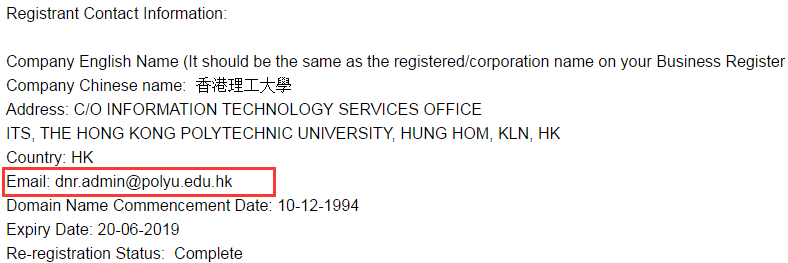 Registrant Contact Information:
Company English Name (It should be the same as the registered/corporation name on your Business Register
Company Chinese name: 香港理工大學
Address: C/O INFORMATION TECHNOLOGY SERVICES OFFICE
ITS, THE HONG KONG POLYTECHNIC UNIVERSITY, HUNG HOM, KLN, HK
Country: HK
Email: dnr.admin@polyu.edu.hk
Domain Name Commencement Date: 10-12-1994
Expiry Date: 20-06-2019
Re-registration Status: Complete